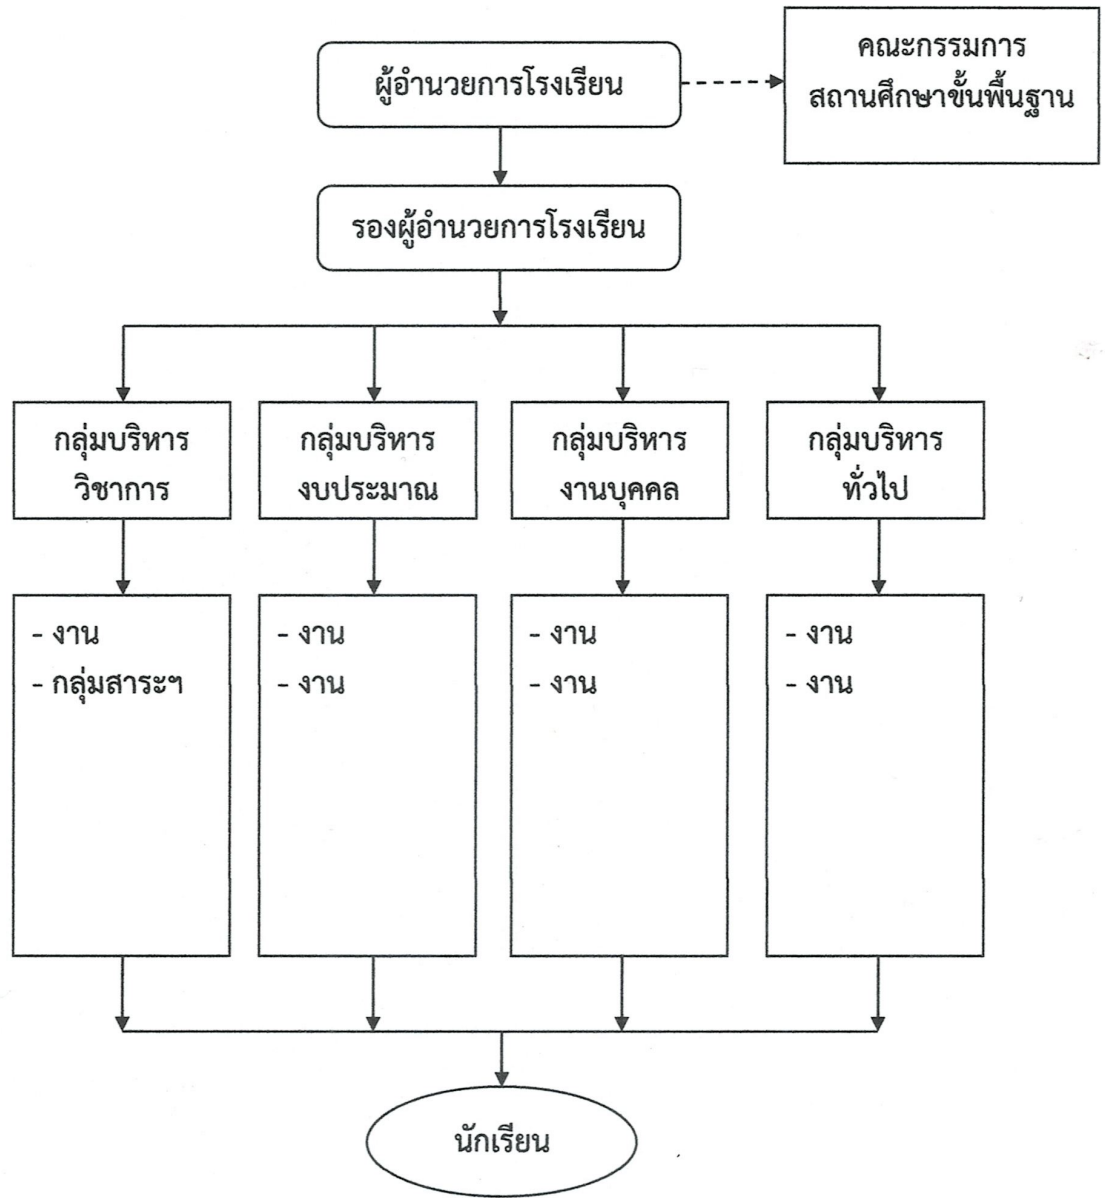 คณะกรรมการ
สถานศึกษาขั้นพื้นฐาน
ผู้อำนวยการโรงเรียน
รองผู้อำนวยการโรงเรียน
กลุ่มบริหาร
วิชาการ
กลุ่มบริหาร
งบประมาณ
กลุ่มบริหาร
งานบุคคล
กลุ่มบริหาร
ทั่วไป
- งาน
- กลุ่มสาระฯ
- งาน
- งาน
- งาน
- งาน
- งาน
- งาน
นักเรียน